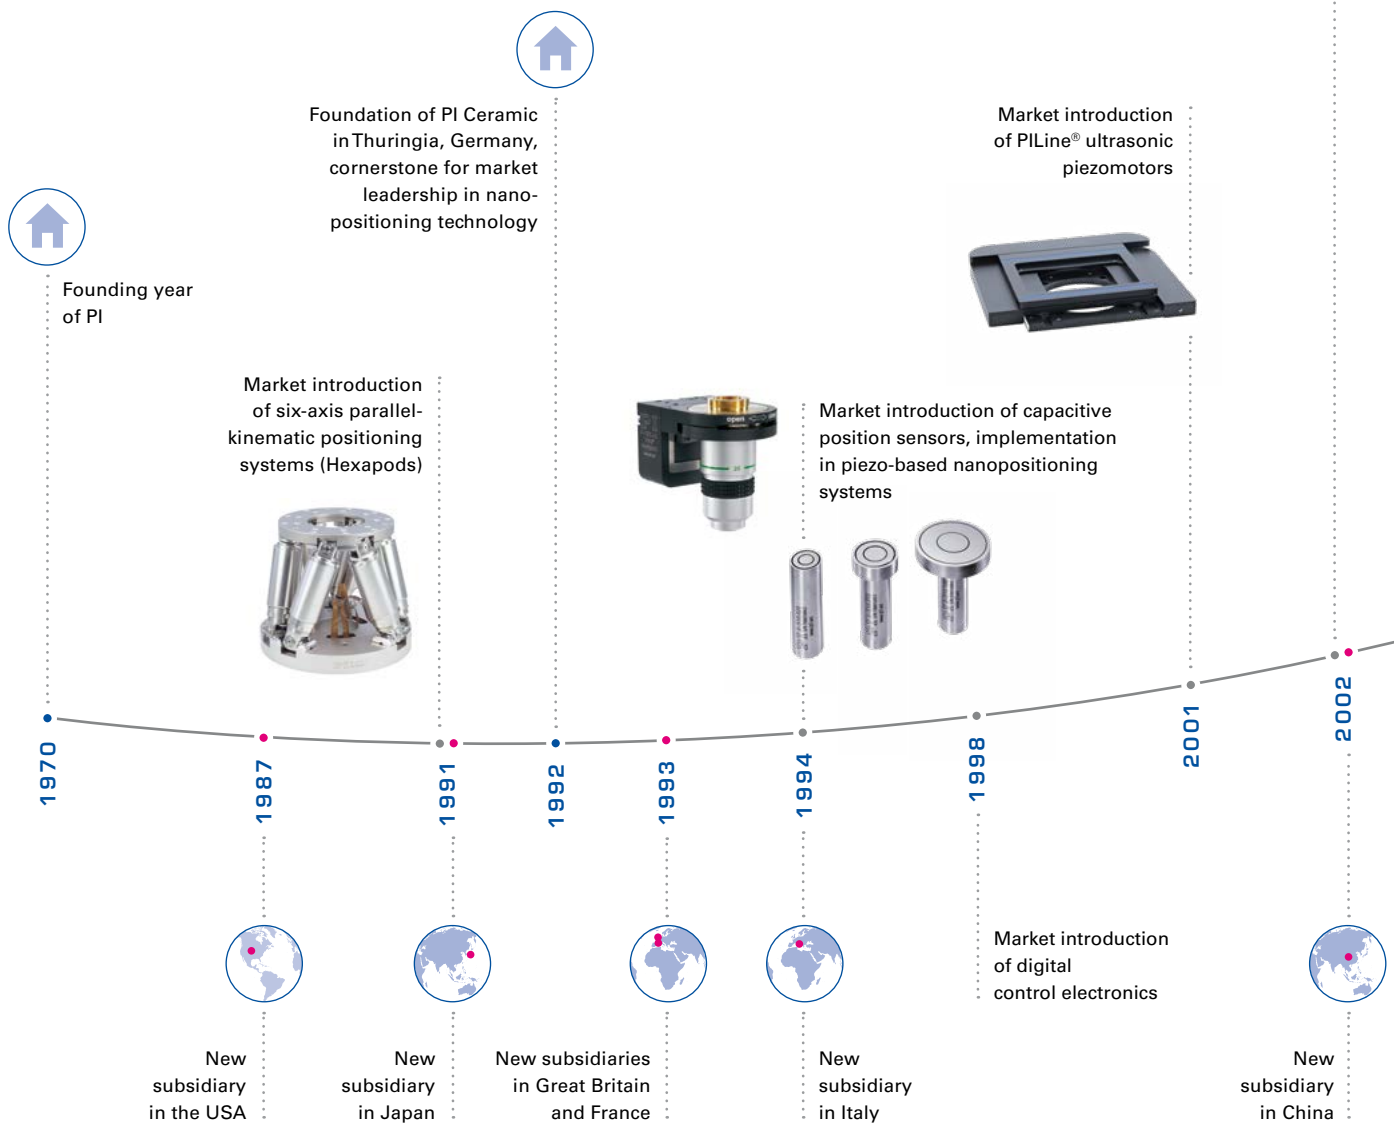 Foundation of PI Ceramic
in Thuringia, Germany,
cornerstone for market
leadership in nano-
positioning technology
Market introduction
of PILine® ultrasonic
piezomotors
Founding year
of PI
Market introduction
of six-axis parallel-
kinematic positioning
systems (Hexapods)
Market introduction of capacitive
position sensors, implementation
in piezo-based nanopositioning
systems
1970
1987
1991
1992
1993
1994
1998
2001
2002
Market introduction
of digital
control electronics
New
subsidiary
in the USA
New
subsidiary
in Japan
New subsidiaries
in Great Britain
and France
New
subsidiary
in Italy
New
subsidiary
in China